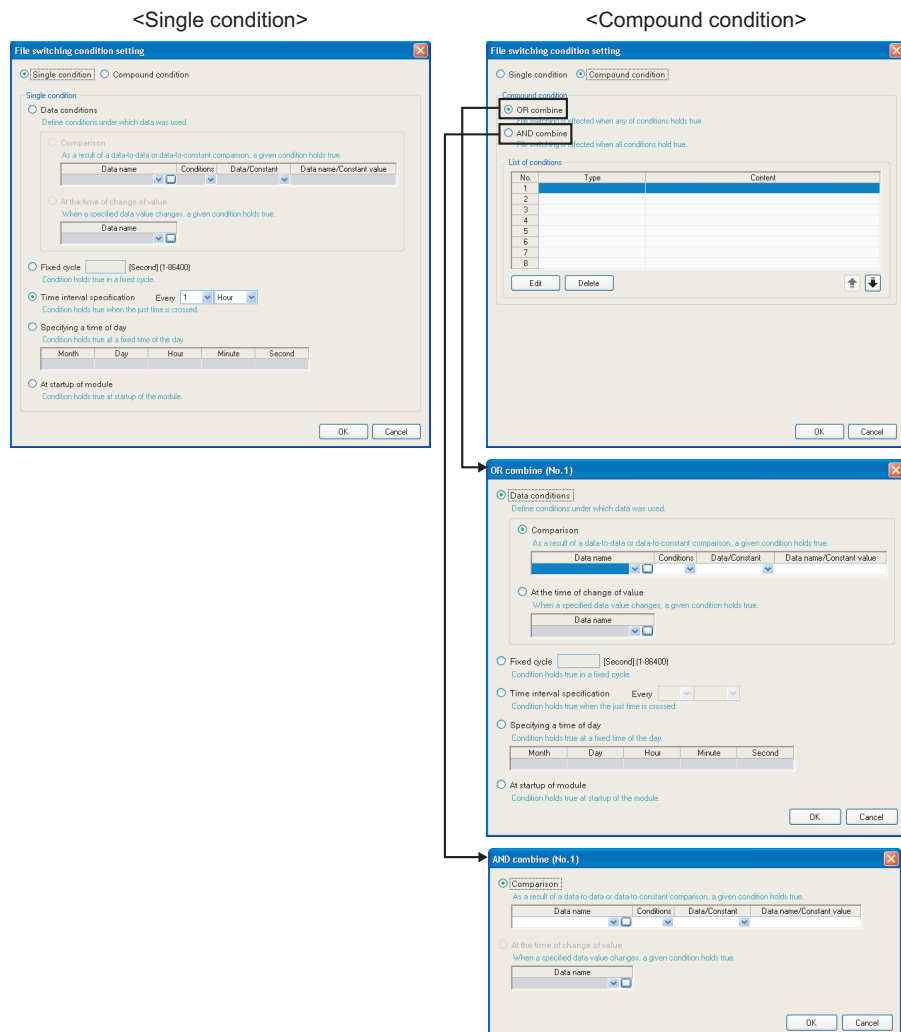 <Single condition>
File switching condition setting
Single condition Compound condition
Single condition
Data conditions
Define conditions under which data was used.
Comparison
As a result of a data-to-data or data-to-constant comparison, a given condition holds true.
Data name Conditions Data/Constant Data name/Constant value
At the time of change of value
When a specified data value changes, a given condition holds true.
Data name
Fixed cycle [Second] (1-86400)
Condition holds true in a fixed cycle.
Time interval specification Every 1 Hour
Condition holds true when the just time is crossed.
Specifying a time of day
Condition holds true at a fixed time of the day.
Month Day Hour Minute Second
At startup of module
Condition holds true at startup of the module.
OK Cancel
<Compound condition>
File switching condition setting
Single condition Compound condition
Compound condition
OR combine
File switching is effected when any of conditions holds true.
AND combine
File switching is effected when all conditions hold true.
List of conditions
No. Type Content
1
2
3
4
5
6
7
8
Edit Delete
OK Cancel
OR combine (No.1)
Data conditions
Define conditions under which data was used.
Comparison
As a result of a data-to-data or data-to-constant comparison, a given condition holds true.
Data name Conditions Data/Constant Data name/Constant value
At the time of change of value
When a specified data value changes, a given condition holds true.
Data name
Fixed cycle [Second] (1-86400)
Condition holds true in a fixed cycle.
Time interval specification Every
Condition holds true when the just time is crossed.
Specifying a time of day
Condition holds true at a fixed time of the day.
Month Day Hour Minute Second
At startup of module
Condition holds true at startup of the module.
OK Cancel
AND combine (No.1)
Comparison
As a result of a data-to-data or data-to-constant comparison, a given condition holds true.
Data name Conditions Data/Constant Data name/Constant value
At the time of change of value
When a specified data value changes, a given condition holds true.
Data name
OK Cancel